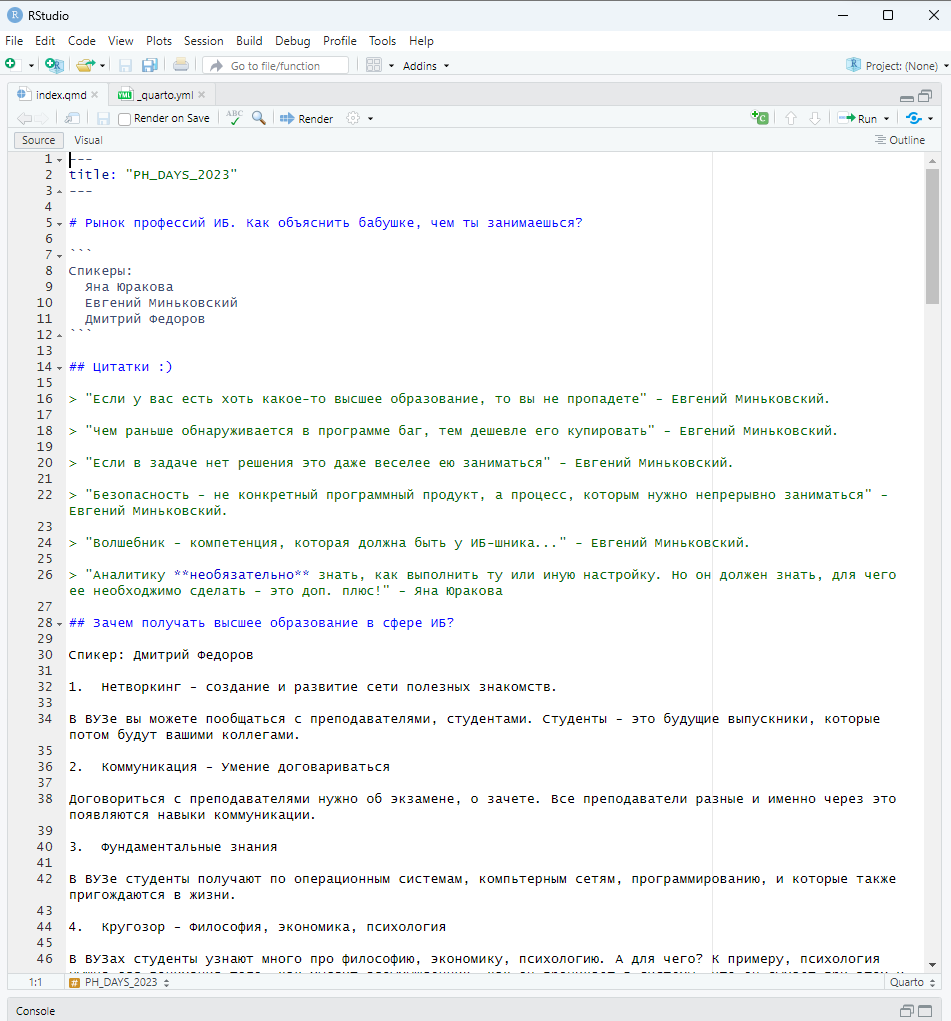 RStudio
File Edit Code View Plots Session Build Debug Profile Tools Help
Go to file/function Addins Project: (None)
index.qmd _quarto.yml
Render on Save ABC Render Run
Source Visual Outline
1 ---
2 title: "PH_DAYS_2023"
3 ---
4
5 # Рынок профессий ИБ. Как объяснить бабушке, чем ты занимаешься?
6
7 ```
8 Спикеры:
9 Яна Юракова
10 Евгений Миньковский
11 Дмитрий Федоров
12 ```
13
14 ## Цитатки :)
15
16 > "Если у вас есть хоть какое-то высшее образование, то вы не пропадете" - Евгений Миньковский.
17
18 > "Чем раньше обнаруживается в программе баг, тем дешевле его купировать" - Евгений Миньковский.
19
20 > "Если в задаче нет решения это даже веселее ею заниматься" - Евгений Миньковский.
21
22 > "Безопасность - не конкретный программный продукт, а процесс, которым нужно непрерывно заниматься" -
Евгений Миньковский.
23
24 > "Волшебник - компетенция, которая должна быть у ИБ-шника..." - Евгений Миньковский.
25
26 > "Аналитику **необязательно** знать, как выполнить ту или иную настройку. Но он должен знать, для чего
ее необходжимо сделать - это доп. плюс!" - Яна Юракова
27
28 ## Зачем получать высшее образование в сфере ИБ?
29
30 Спикер: Дмитрий Федоров
31
32 1. Нетворкинг - создание и развитие сети полезных знакомств.
33
34 В ВУЗе вы можете пообщаться с преподавателями, студентами. Студенты - это будущие выпускники, которые
потом будут вашими коллегами.
35
36 2. Коммуникация - Умение договариваться
37
38 Договориться с преподавателями нужно об экзамене, о зачете. Все преподаватели разные и именно через это
появляются навыки коммуникации.
39
40 3. Фундаментальные знания
41
42 В ВУЗе студенты получают по операционным системам, компьтерным сетям, программированию, и которые также
пригождаются в жизни.
43
44 4. Кругозор - Философия, экономика, психология
45
46 В ВУЗах студенты узнают много про философию, экономику, психологию. А для чего? К примеру, психология
1:1 # PH_DAYS_2023 Quarto
Console